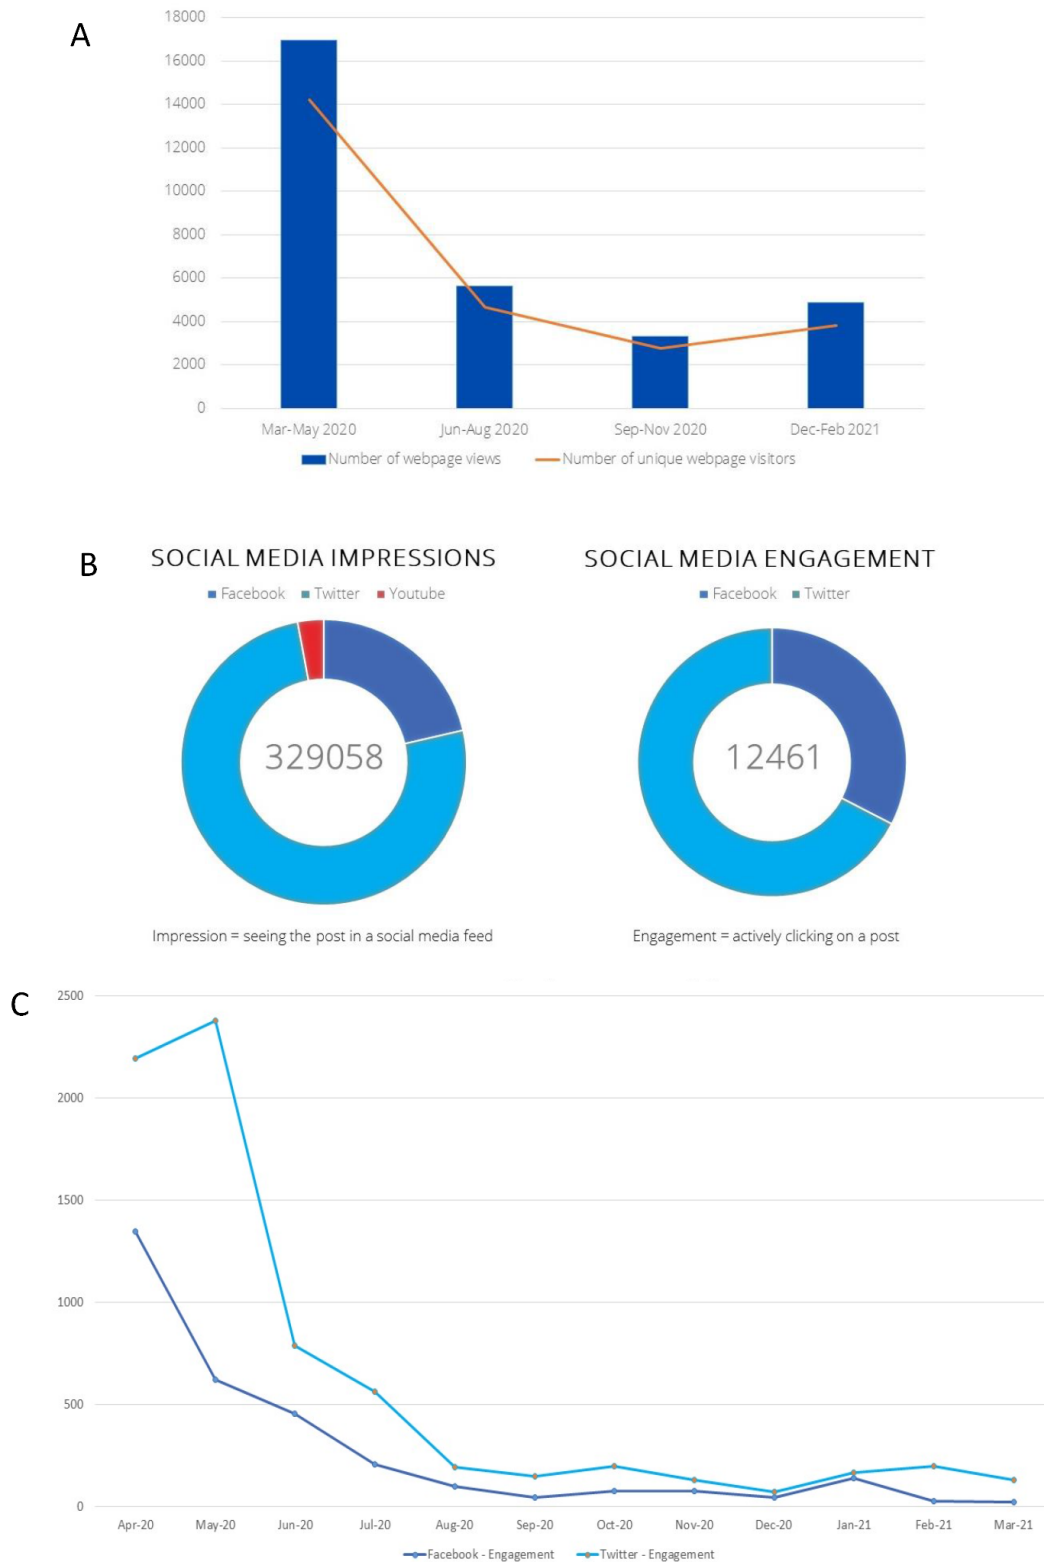 A
18000
16000
14000
12000
10000
8000
6000
4000
2000
0
Mar-May 2020 Jun-Aug 2020 Sep-Nov 2020 Dec-Feb 2021
Number of webpage views Number of unique webpage visitors
B
SOCIAL MEDIA IMPRESSIONS
Facebook Twitter Youtube
329058
Impression = seeing the post in a social media feed
SOCIAL MEDIA ENGAGEMENT
Facebook Twitter
12461
Engagement = actively clicking on a post
C
2500
2000
1500
1000
500
0
Apr-20 May-20 Jun-20 Jul-20 Aug-20 Sep-20 Oct-20 Nov-20 Dec-20 Jan-21 Feb-21 Mar-21
Facebook - Engagement Twitter - Engagement